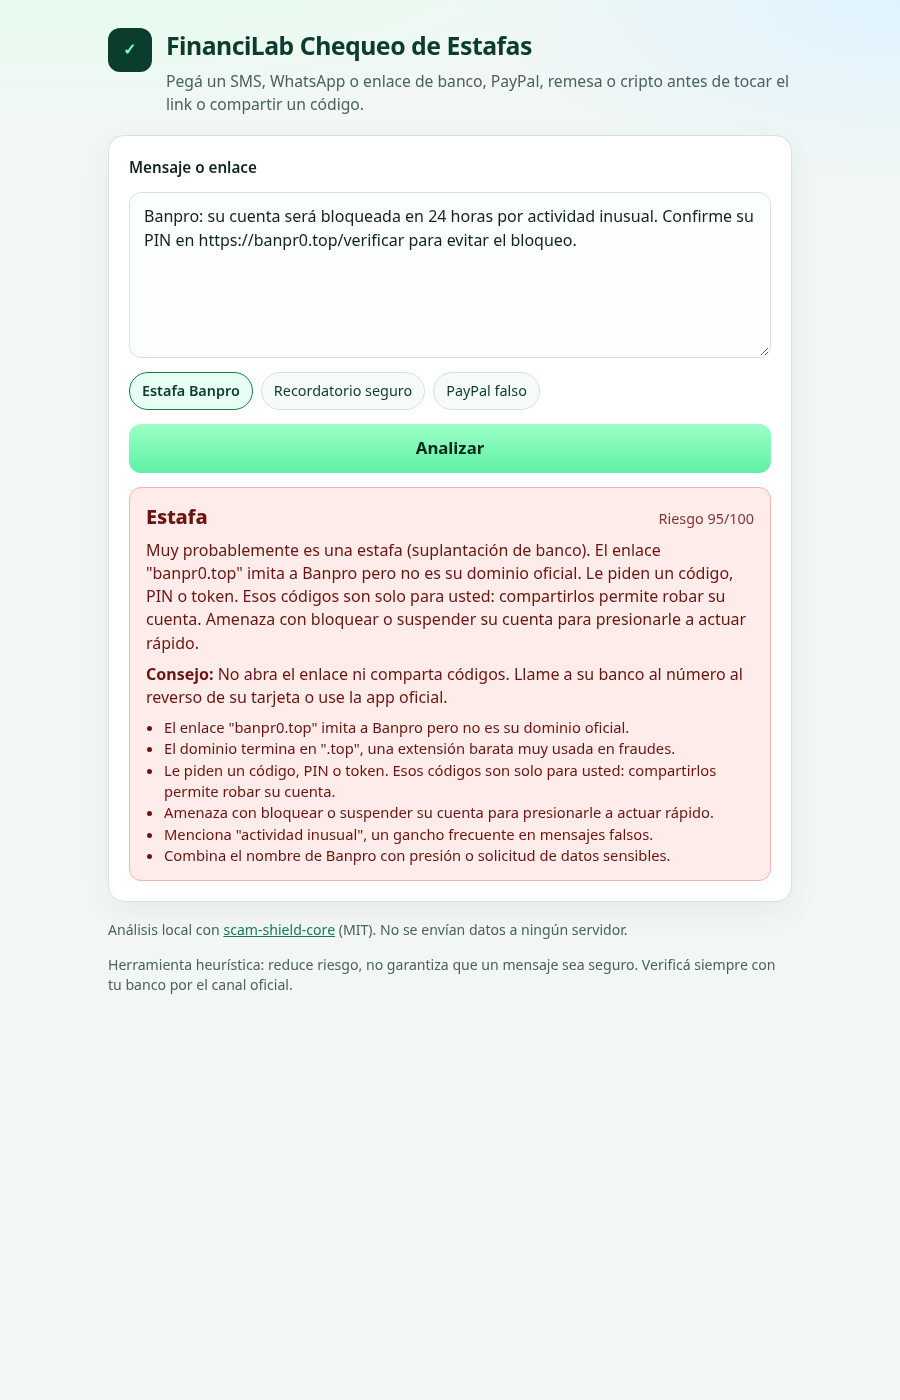 ✓
FinanciLab Chequeo de Estafas
Pegá un SMS, WhatsApp o enlace de banco, PayPal, remesa o cripto antes de tocar el
link o compartir un código.
Mensaje o enlace
Banpro: su cuenta será bloqueada en 24 horas por actividad inusual. Confirme su
PIN en https://banpr0.top/verificar para evitar el bloqueo.
Estafa Banpro Recordatorio seguro PayPal falso
Analizar
Estafa Riesgo 95/100
Muy probablemente es una estafa (suplantación de banco). El enlace
"banpr0.top" imita a Banpro pero no es su dominio oficial. Le piden un código,
PIN o token. Esos códigos son solo para usted: compartirlos permite robar su
cuenta. Amenaza con bloquear o suspender su cuenta para presionarle a actuar
rápido.
Consejo: No abra el enlace ni comparta códigos. Llame a su banco al número al
reverso de su tarjeta o use la app oficial.
• El enlace "banpr0.top" imita a Banpro pero no es su dominio oficial.
• El dominio termina en ".top", una extensión barata muy usada en fraudes.
• Le piden un código, PIN o token. Esos códigos son solo para usted: compartirlos
permite robar su cuenta.
• Amenaza con bloquear o suspender su cuenta para presionarle a actuar rápido.
• Menciona "actividad inusual", un gancho frecuente en mensajes falsos.
• Combina el nombre de Banpro con presión o solicitud de datos sensibles.
Análisis local con scam-shield-core (MIT). No se envían datos a ningún servidor.
Herramienta heurística: reduce riesgo, no garantiza que un mensaje sea seguro. Verificá siempre con
tu banco por el canal oficial.